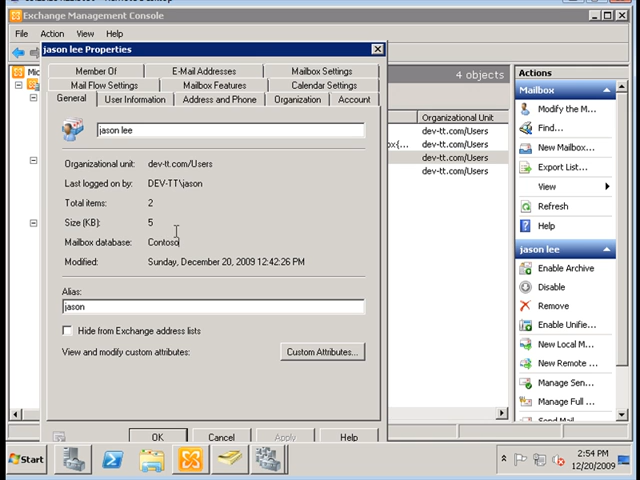 Exchange Management Console
File Action View Help
jason lee Properties
4 objects
Actions
Member Of E-Mail Addresses Mailbox Settings
Mail Flow Settings Mailbox Features Calendar Settings
General User Information Address and Phone Organization Account
jason lee
Organizational unit: dev-tt.com/Users
Last logged on by: DEV-TT\jason
Total items: 2
Size (KB): 5
Mailbox database: Contoso
Modified: Sunday, December 20, 2009 12:42:26 PM
Alias:
jason
Hide from Exchange address lists
View and modify custom attributes: Custom Attributes...
OK Cancel Apply Help
Organizational Unit
dev-tt.com/Users
dev-tt.com/Users
dev-tt.com/Users
dev-tt.com/Users
Mailbox
Modify the M...
Find...
New Mailbox...
Export List...
View
Refresh
Help
jason lee
Enable Archive
Disable
Remove
Enable Unifie...
New Local M...
New Remote ...
Manage Sen...
Manage Full ...
Start
2:54 PM
12/20/2009